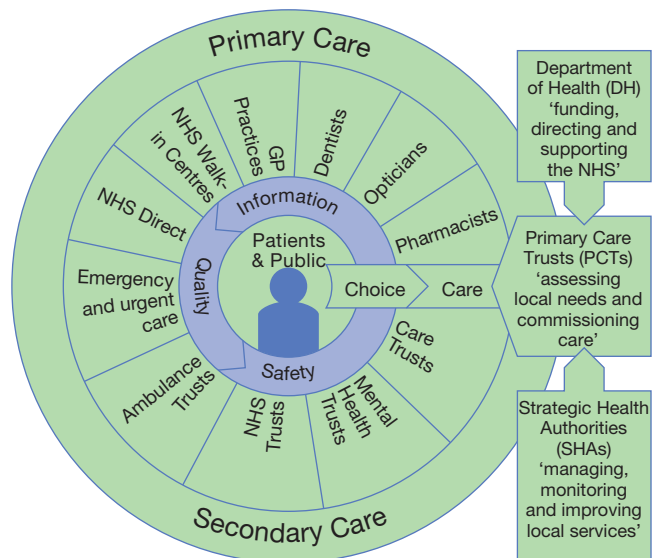 Primary Care
NHS Direct
NHS Walk-
in Centres
GP
Practices
Dentists
Opticians
Pharmacists
Emergency
and urgent
care
Ambulance
Trusts
NHS
Trusts
Mental
Health
Trusts
Care
Trusts
Information
Quality
Safety
Patients
& Public
Choice
Care
Secondary Care
Department
of Health (DH)
‘funding,
directing and
supporting
the NHS’
Primary Care
Trusts (PCTs)
‘assessing
local needs and
commissioning
care’
Strategic Health
Authorities
(SHAs)
‘managing,
monitoring
and improving
local services’